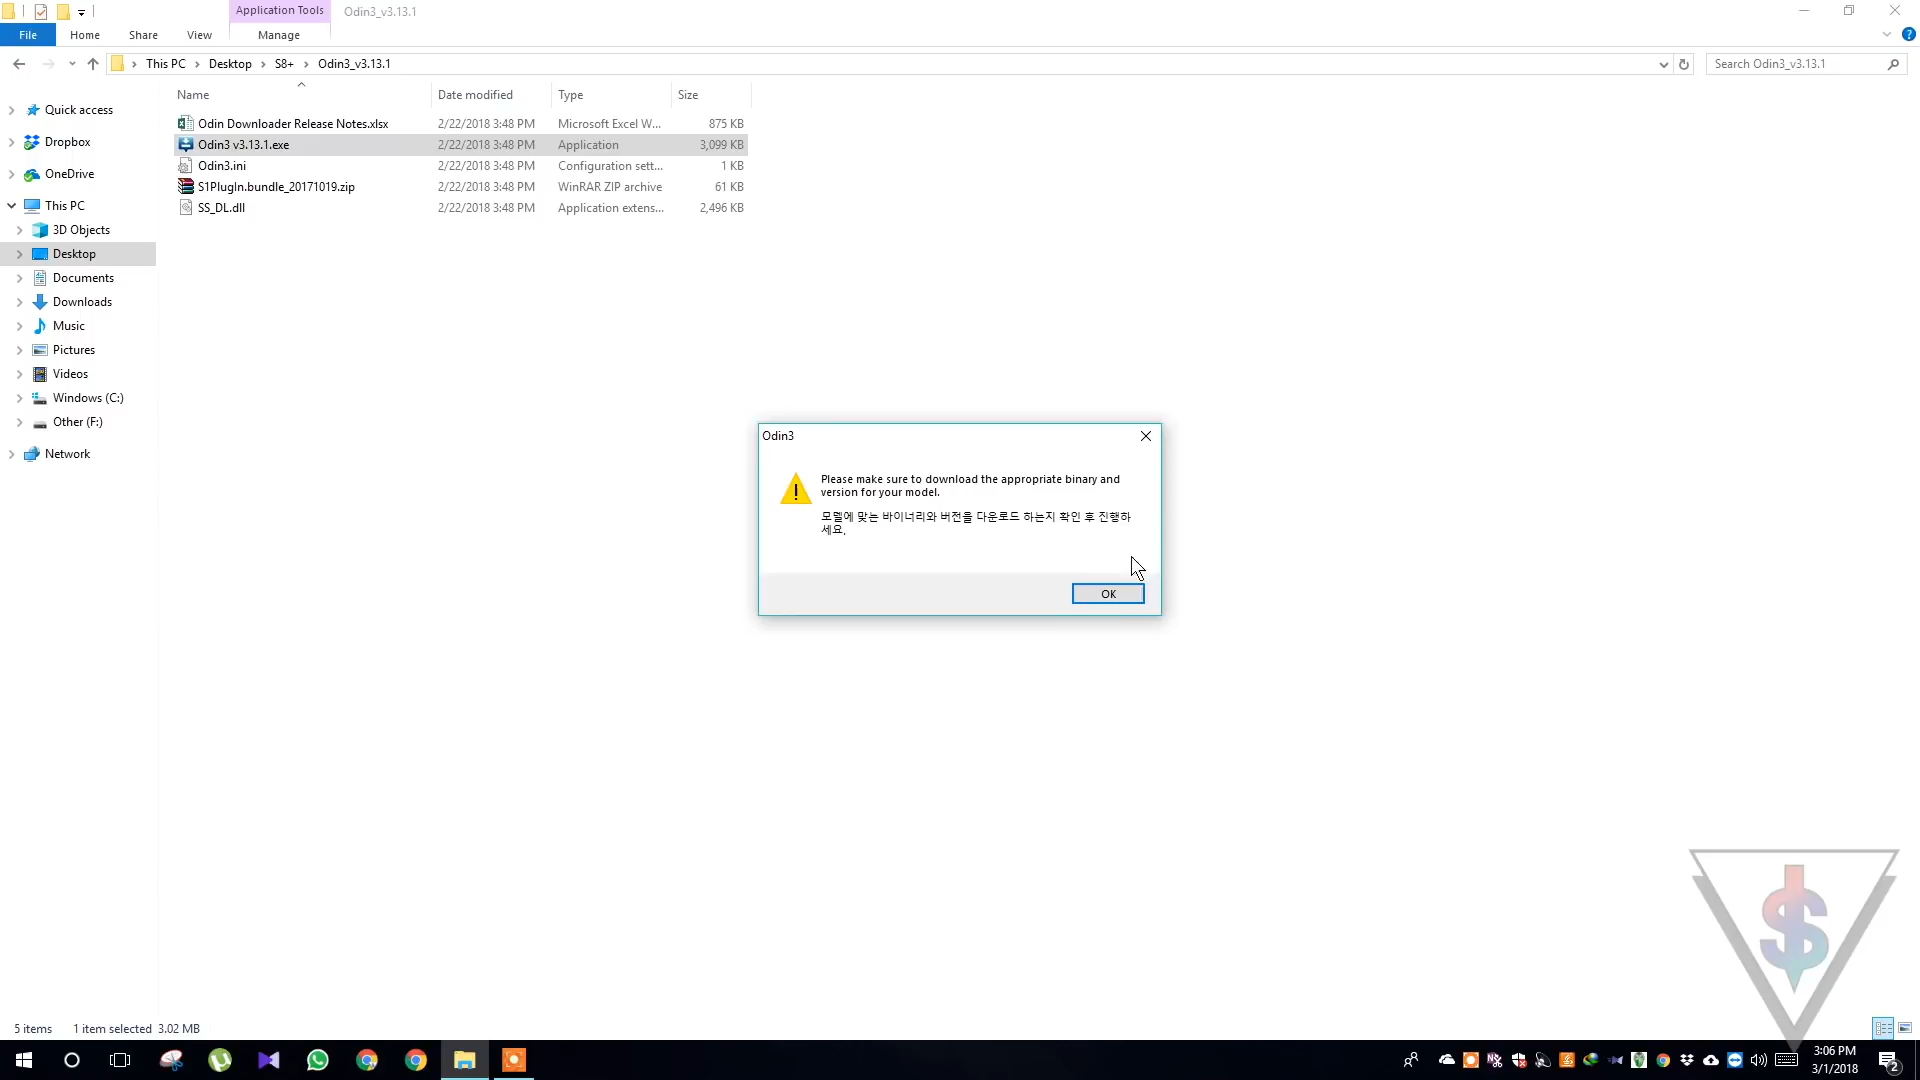 Application Tools
Odin3_v3.13.1
File
Home
Share
View
Manage
This PC
Desktop
S8+
Odin3_v3.13.1
Search Odin3_v3.13.1
Name
Date modified
Type
Size
Odin Downloader Release Notes.xlsx 2/22/2018 3:48 PM Microsoft Excel W... 875 KB
Odin3 v3.13.1.exe 2/22/2018 3:48 PM Application 3,099 KB
Odin3.ini 2/22/2018 3:48 PM Configuration sett... 1 KB
S1PlugIn.bundle_20171019.zip 2/22/2018 3:48 PM WinRAR ZIP archive 61 KB
SS_DL.dll 2/22/2018 3:48 PM Application extens... 2,496 KB
Quick access
Dropbox
OneDrive
This PC
3D Objects
Desktop
Documents
Downloads
Music
Pictures
Videos
Windows (C:)
Other (F:)
Network
Odin3
Please make sure to download the appropriate binary and
version for your model.
모델에 맞는 바이너리와 버전을 다운로드 하는지 확인 후 진행하
세요.
OK
5 items 1 item selected 3.02 MB
3:06 PM
3/1/2018
2